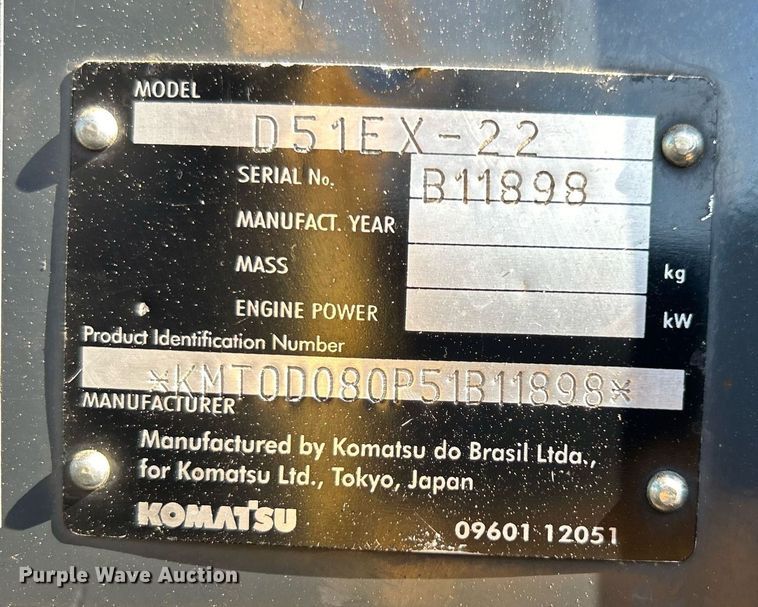 MODEL
D51EX-22
SERIAL No.
B11898
MANUFACT. YEAR
MASS
kg
ENGINE POWER
kW
Product Identification Number
*KMT0D080P51B11898*
MANUFACTURER
Manufactured by Komatsu do Brasil Ltda.,
for Komatsu Ltd., Tokyo, Japan
KOMATSU
09601 12051
Purple Wave Auction